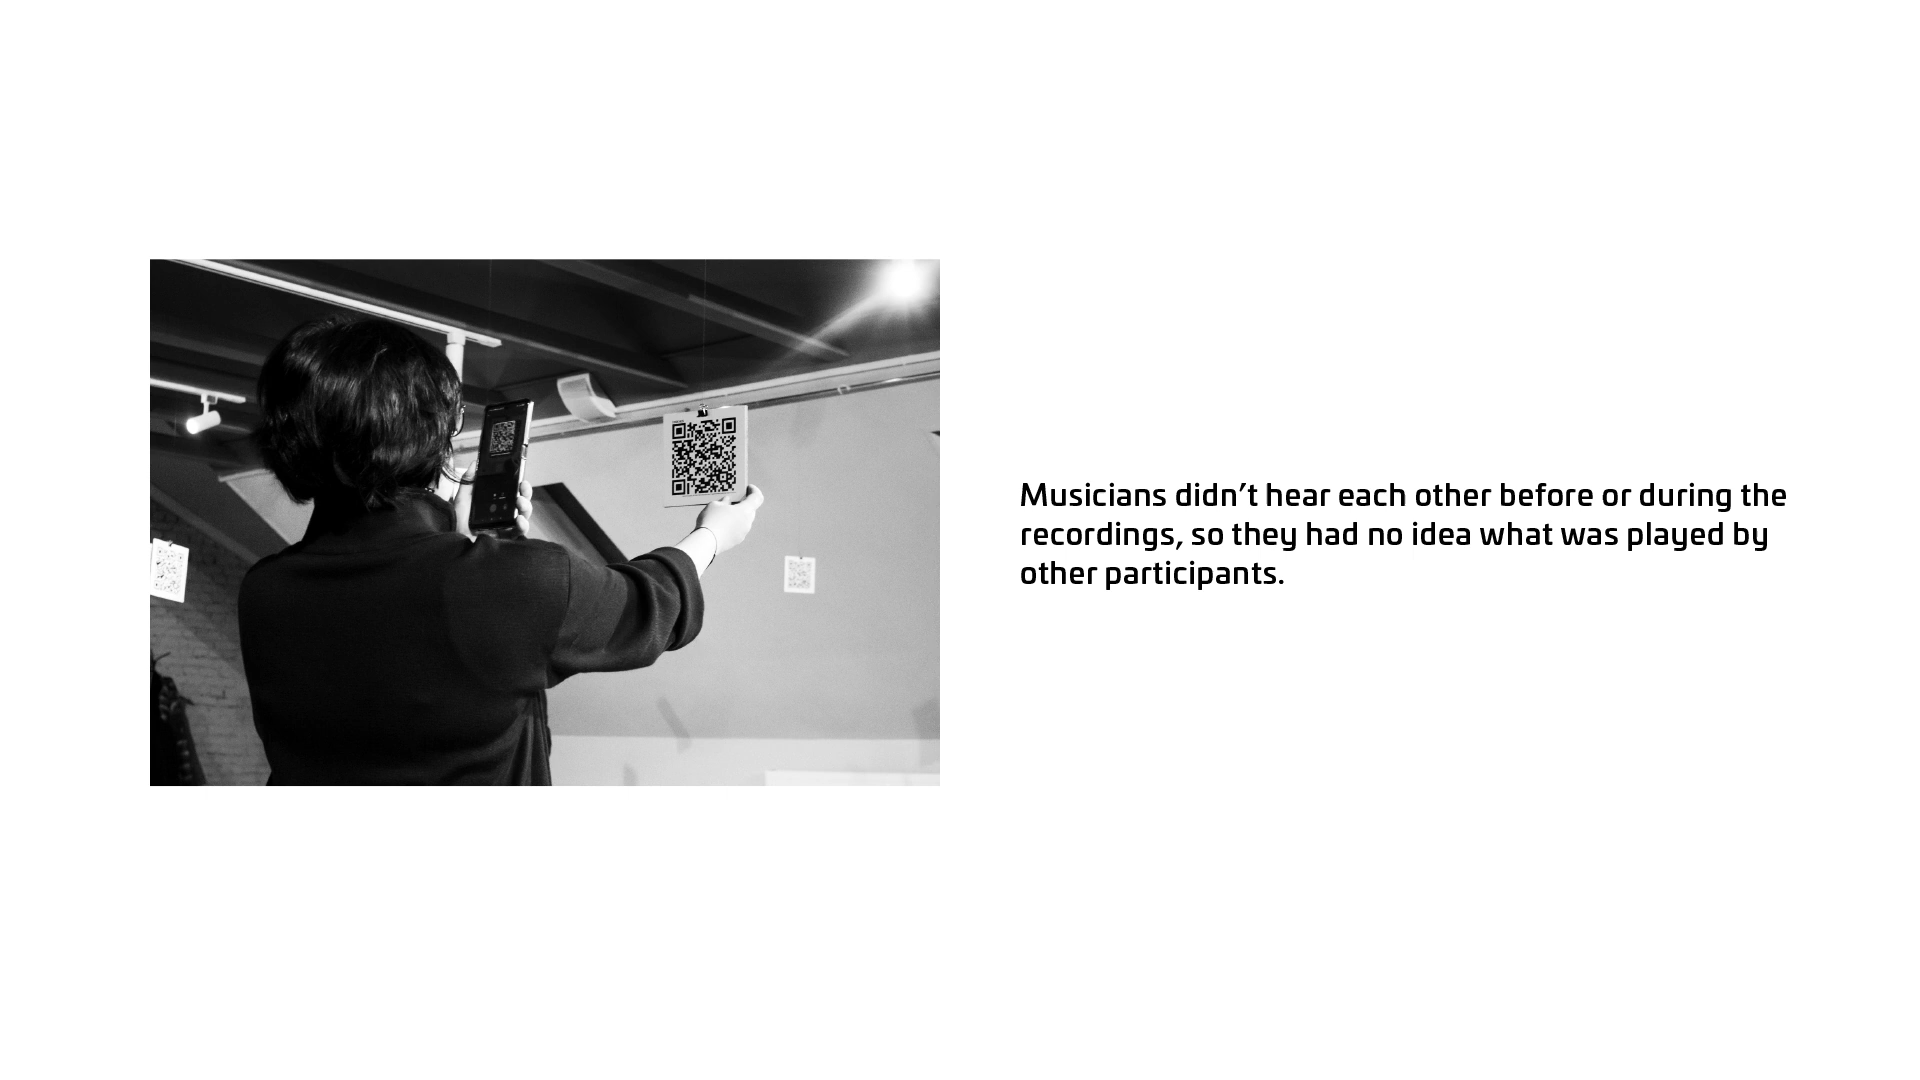 Musicians didn’t hear each other before or during the
recordings, so they had no idea what was played by
other participants.